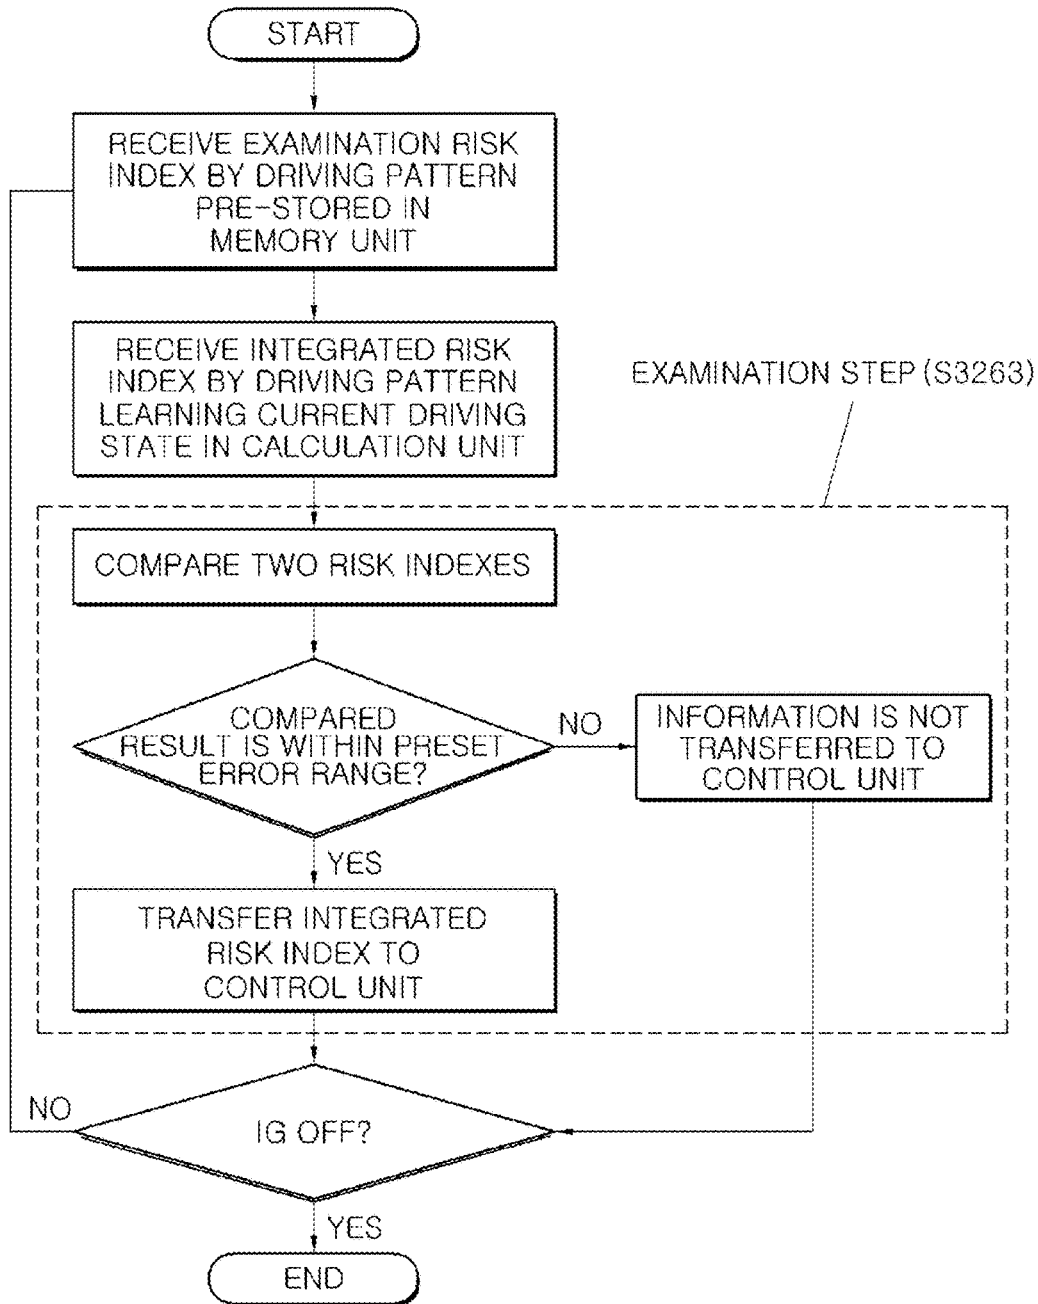 START
RECEIVE EXAMINATION RISK
INDEX BY DRIVING PATTERN
PRE-STORED IN
MEMORY UNIT
RECEIVE INTEGRATED RISK
INDEX BY DRIVING PATTERN
LEARNING CURRENT DRIVING
STATE IN CALCULATION UNIT
EXAMINATION STEP (S3263)
COMPARE TWO RISK INDEXES
COMPARED
RESULT IS WITHIN PRESET
ERROR RANGE?
NO
INFORMATION IS NOT
TRANSFERRED TO
CONTROL UNIT
YES
TRANSFER INTEGRATED
RISK INDEX TO
CONTROL UNIT
NO
IG OFF?
YES
END